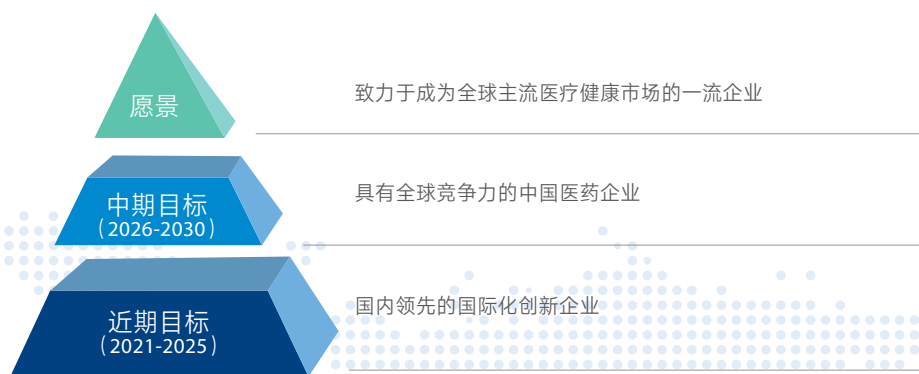 愿景
致力于成为全球主流医疗健康市场的一流企业
中期目标
（2026-2030）
具有全球竞争力的中国医药企业
近期目标
（2021-2025）
国内领先的国际化创新企业